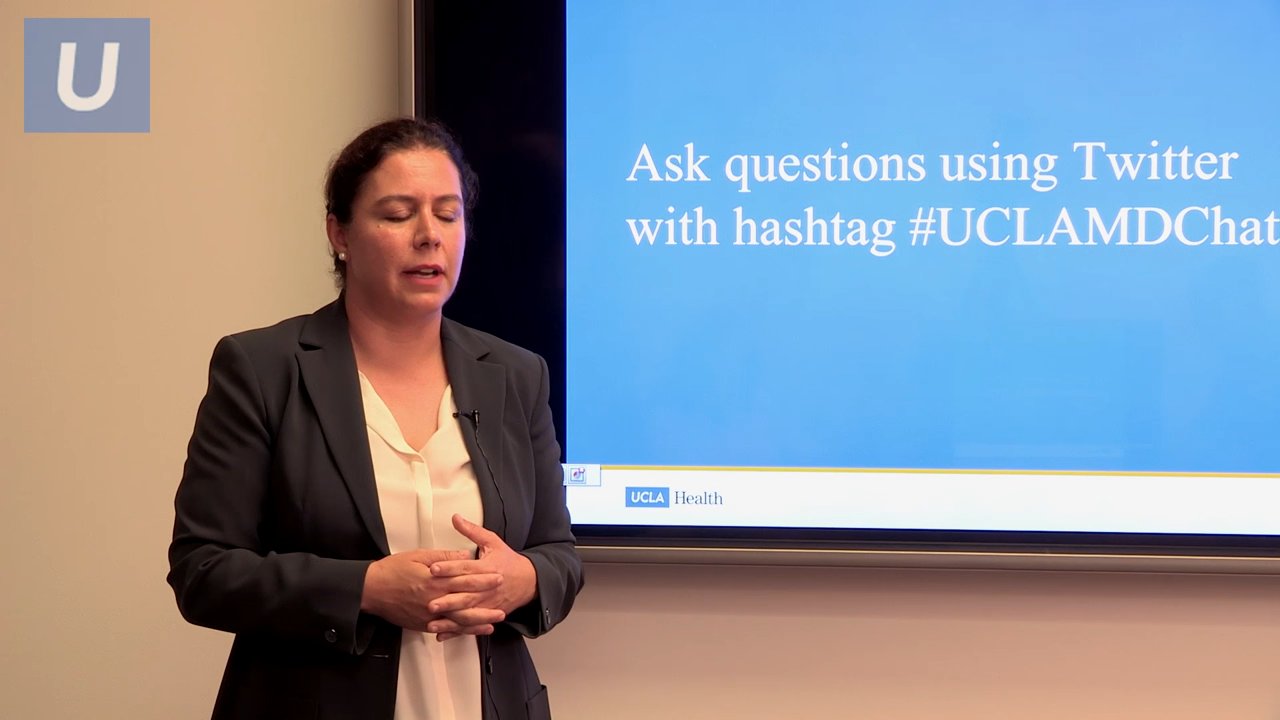 U
Ask questions using Twitter
with hashtag #UCLAMDChat
UCLA Health